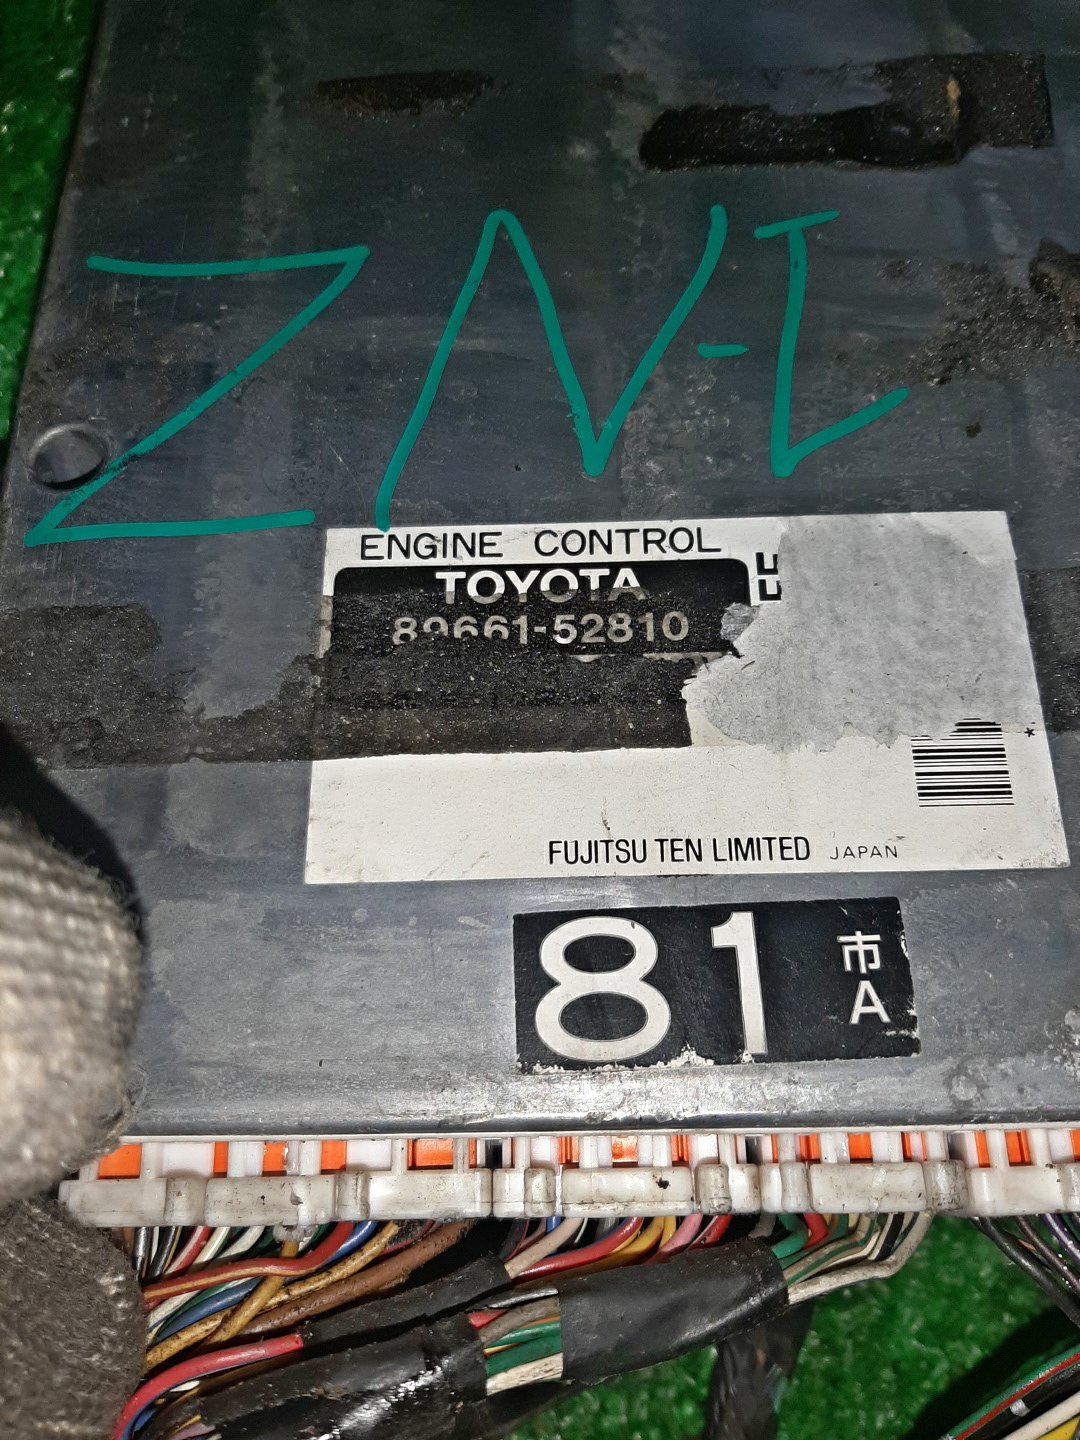 ZN-I
ENGINE CONTROL
TOYOTA
89661-52810
FUJITSU TEN LIMITED JAPAN
81 市
A